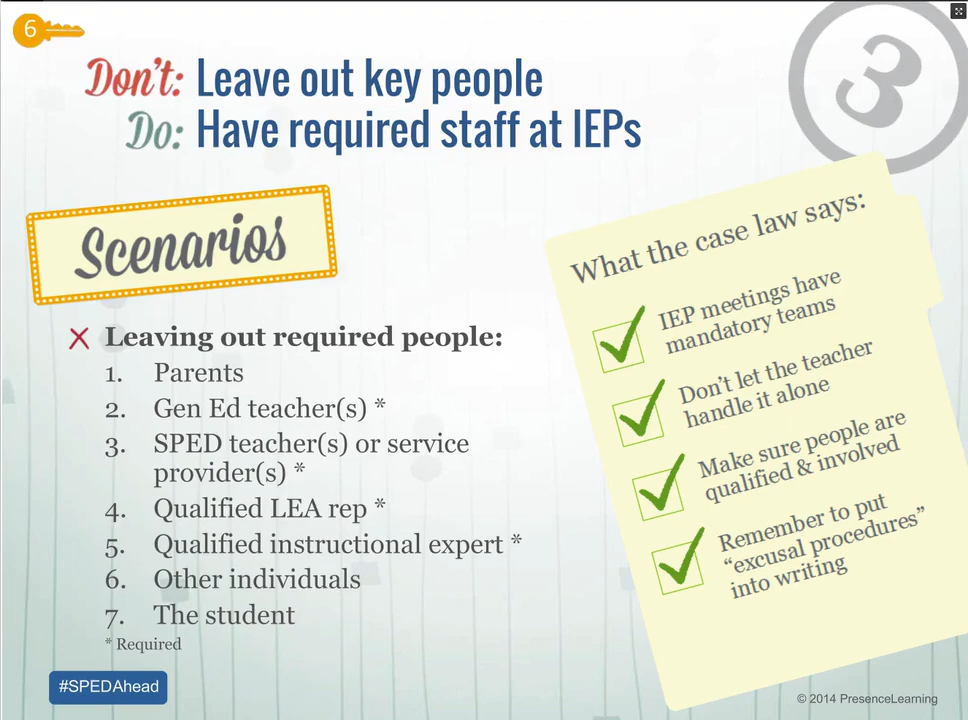 6
Don't: Leave out key people
Do: Have required staff at IEPs
3
Scenarios
Leaving out required people:
1. Parents
2. Gen Ed teacher(s) *
3. SPED teacher(s) or service
provider(s) *
4. Qualified LEA rep *
5. Qualified instructional expert *
6. Other individuals
7. The student
* Required
What the case law says:
IEP meetings have
mandatory teams
Don't let the teacher
handle it alone
Make sure people are
qualified & involved
Remember to put
“excusal procedures”
into writing
#SPEDAhead
© 2014 PresenceLearning